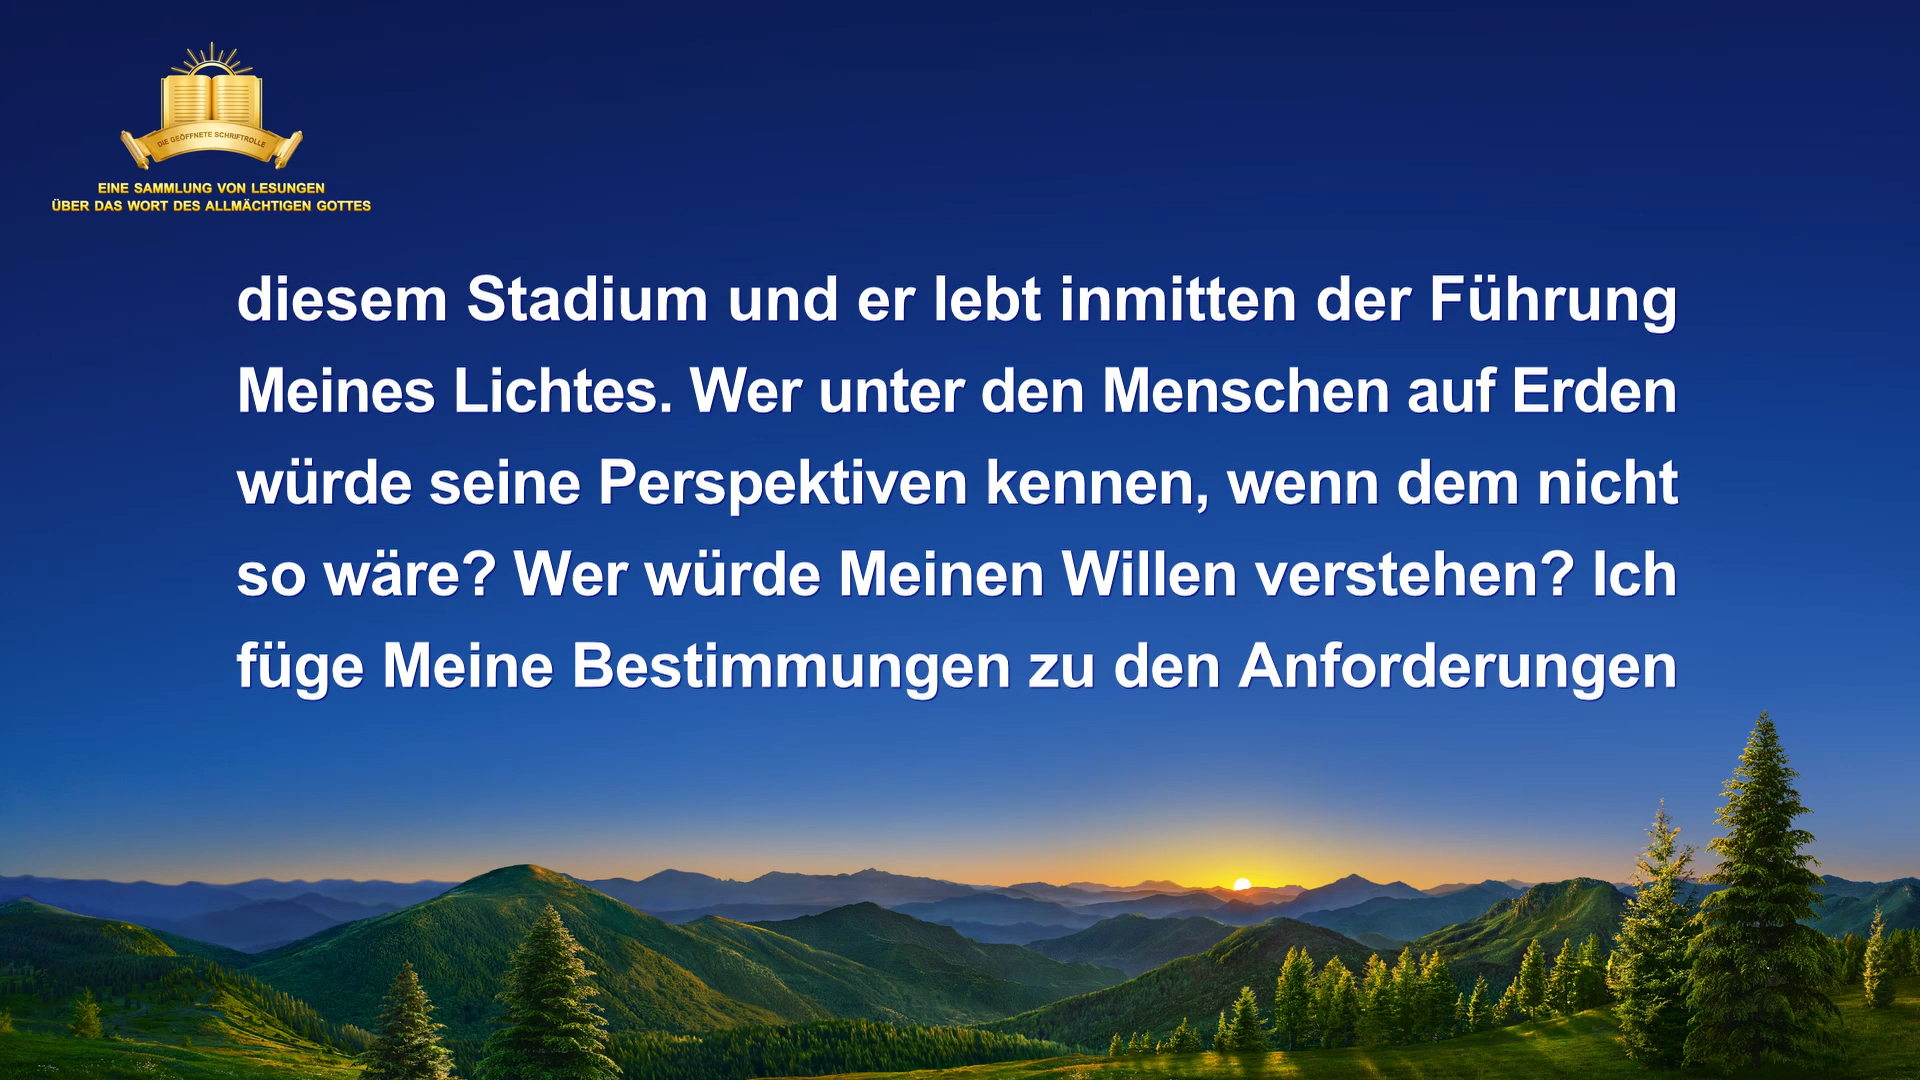 DIE GEÖFFNETE SCHRIFTROLLE
EINE SAMMLUNG VON LESUNGEN
ÜBER DAS WORT DES ALLMÄCHTIGEN GOTTES
diesem Stadium und er lebt inmitten der Führung
Meines Lichtes. Wer unter den Menschen auf Erden
würde seine Perspektiven kennen, wenn dem nicht
so wäre? Wer würde Meinen Willen verstehen? Ich
füge Meine Bestimmungen zu den Anforderungen